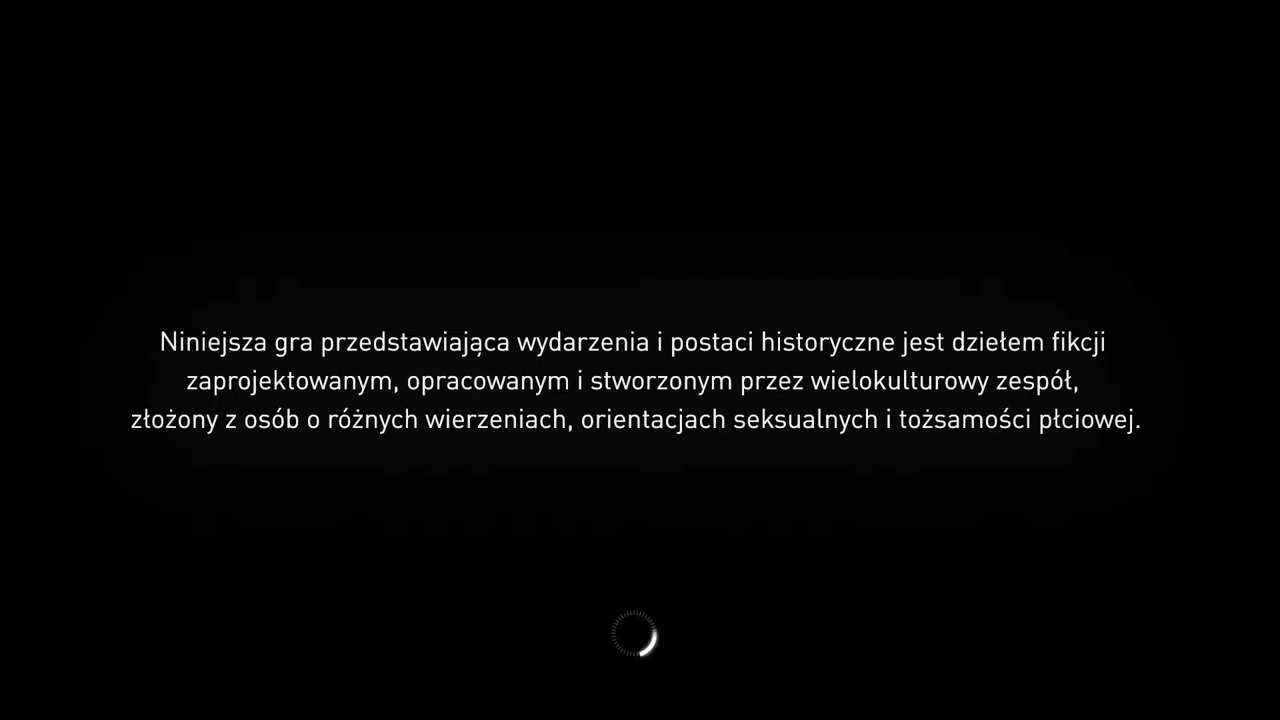 Niniejsza gra przedstawiająca wydarzenia i postaci historyczne jest dziełem fikcji
zaprojektowanym, opracowanym i stworzonym przez wielokulturowy zespół,
złożony z osób o różnych wierzeniach, orientacjach seksualnych i tożsamości płciowej.